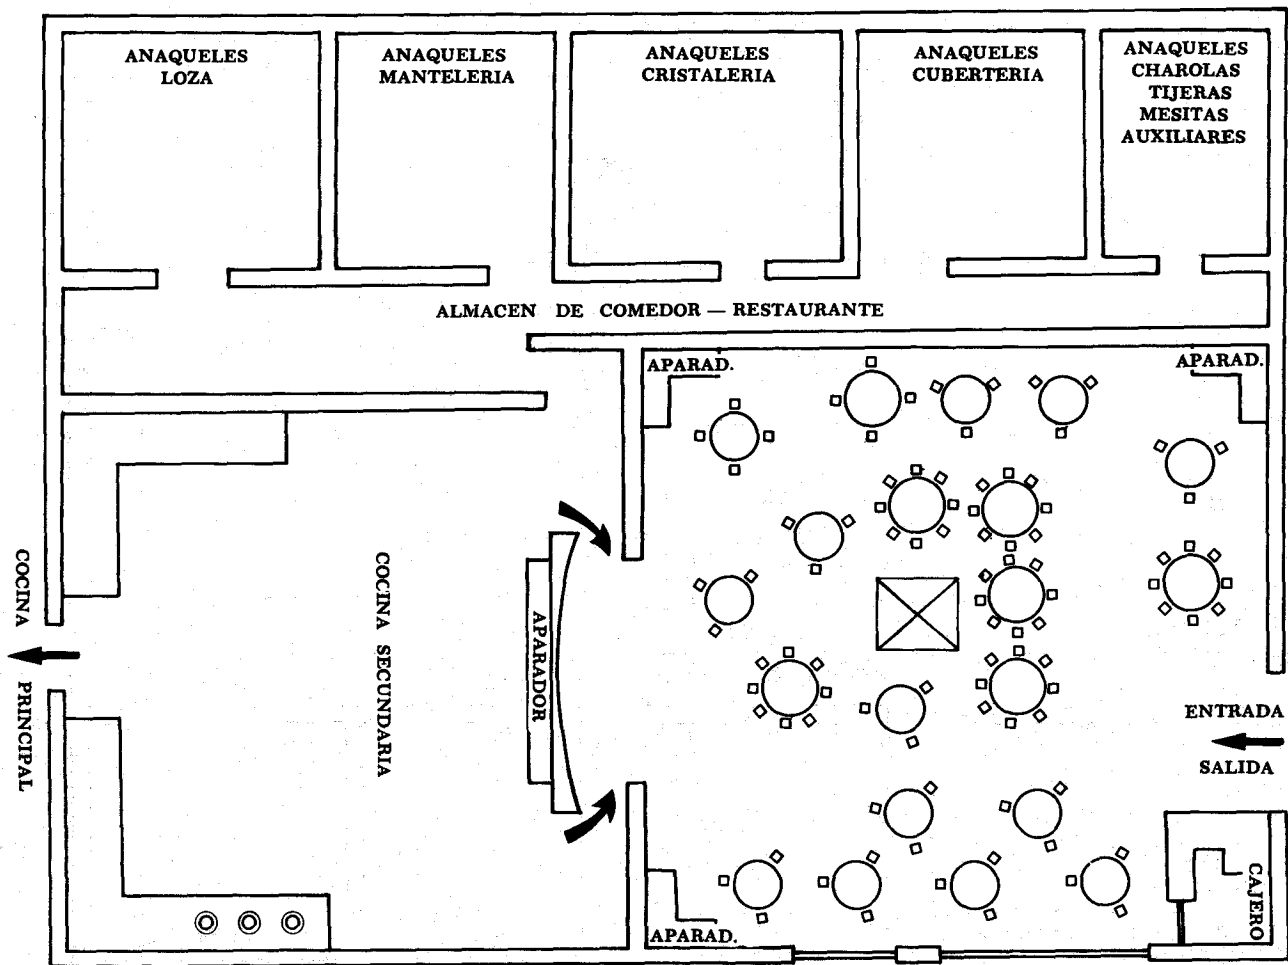 ANAQUELES
LOZA
ANAQUELES
MANTELERIA
ANAQUELES
CRISTALERIA
ANAQUELES
CUBERTERIA
ANAQUELES
CHAROLAS
TIJERAS
MESITAS
AUXILIARES
ALMACEN DE COMEDOR — RESTAURANTE
APARAD.
APARAD.
COCINA
PRINCIPAL
COCINA SECUNDARIA
APARADOR
ENTRADA
SALIDA
CAJERO
APARAD.